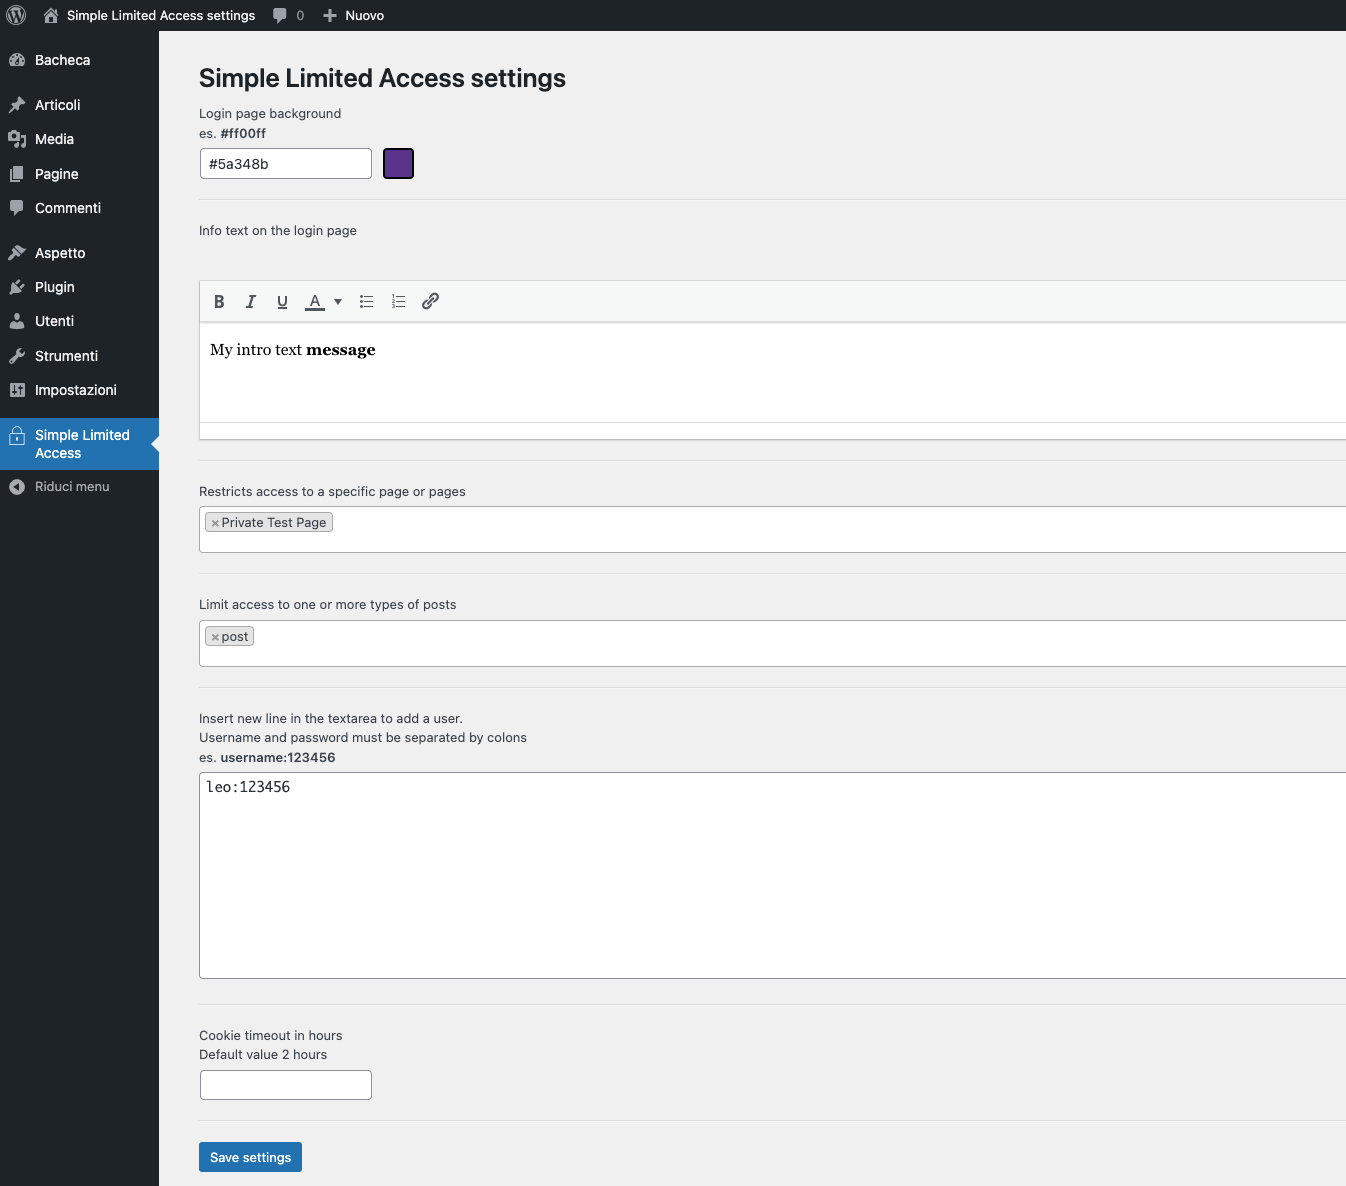 Simple Limited Access settings 0 Nuovo
Bacheca
Articoli
Media
Pagine
Commenti
Aspetto
Plugin
Utenti
Strumenti
Impostazioni
Simple Limited
Access
Riduci menu
Simple Limited Access settings
Login page background
es. #ff00ff
#5a348b
Info text on the login page
B I U A
My intro text message
Restricts access to a specific page or pages
×Private Test Page
Limit access to one or more types of posts
×post
Insert new line in the textarea to add a user.
Username and password must be separated by colons
es. username:123456
leo:123456
Cookie timeout in hours
Default value 2 hours
Save settings